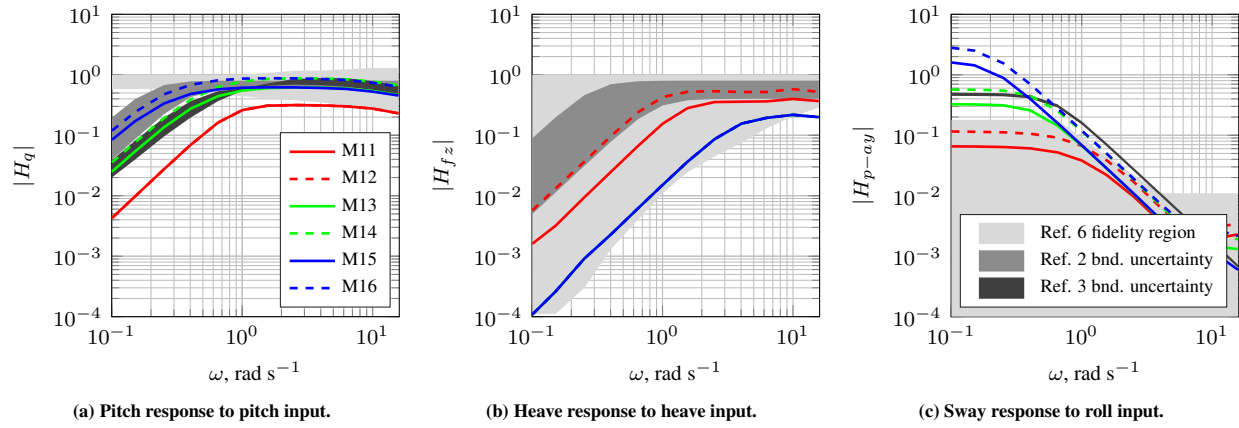 10^1
10^0
10^-1
10^-2
10^-3
10^-4
|H_q|
M11
M12
M13
M14
M15
M16
10^-1 10^0 10^1
ω, rad s^-1
(a) Pitch response to pitch input.
10^1
10^0
10^-1
10^-2
10^-3
10^-4
|H_fz|
10^-1 10^0 10^1
ω, rad s^-1
(b) Heave response to heave input.
10^1
10^0
10^-1
10^-2
10^-3
10^-4
|H_p−ay|
Ref. 6 fidelity region
Ref. 2 bnd. uncertainty
Ref. 3 bnd. uncertainty
10^-1 10^0 10^1
ω, rad s^-1
(c) Sway response to roll input.